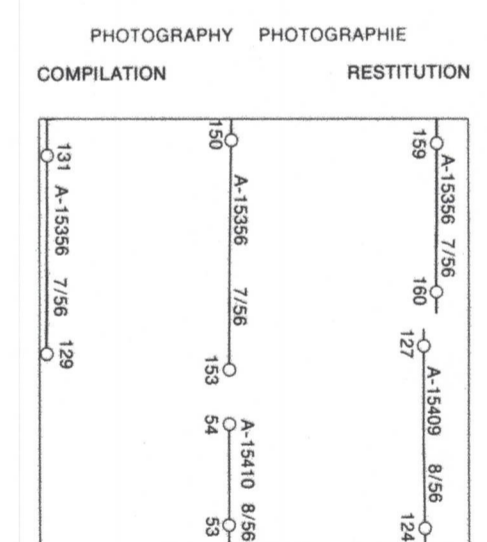 PHOTOGRAPHY PHOTOGRAPHIE
COMPILATION RESTITUTION
131 A-15356 7/56 129
150
A-15356 7/56
153
54
A-15410 8/56
53
159
A-15356 7/56
160
127
A-15409 8/56
124